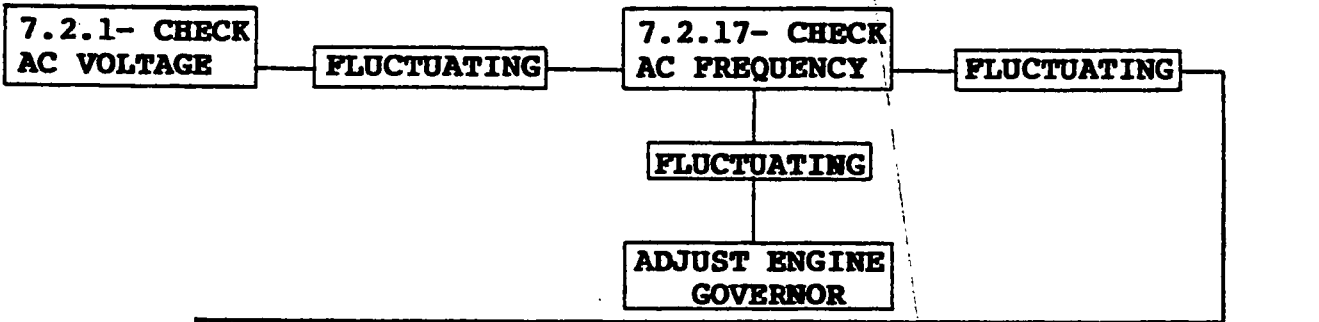 7.2.1- CHECK
AC VOLTAGE
FLUCTUATING
7.2.17- CHECK
AC FREQUENCY
FLUCTUATING
FLUCTUATING
ADJUST ENGINE
GOVERNOR